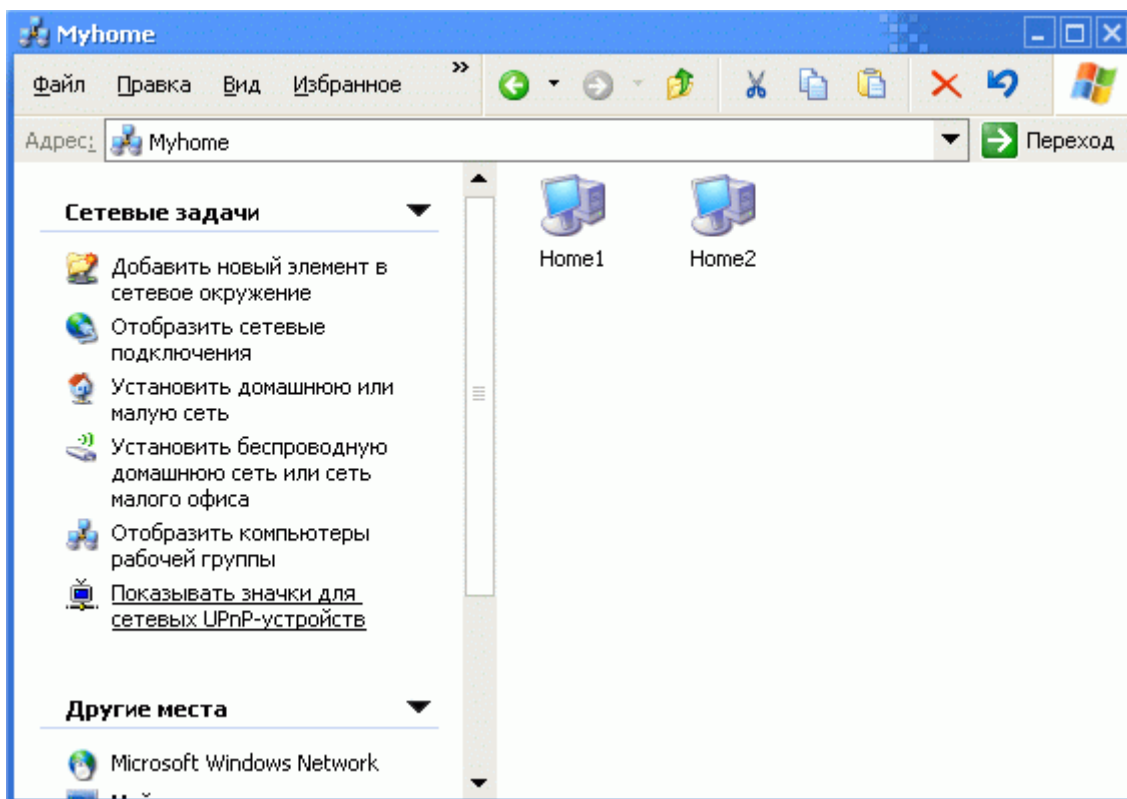 Myhome
Файл Правка Вид Избранное »
Адрес: Myhome Переход
Сетевые задачи
Добавить новый элемент в
сетевое окружение
Отобразить сетевые
подключения
Установить домашнюю или
малую сеть
Установить беспроводную
домашнюю сеть или сеть
малого офиса
Отобразить компьютеры
рабочей группы
Показывать значки для
сетевых UPnP-устройств
Другие места
Microsoft Windows Network
Home1 Home2